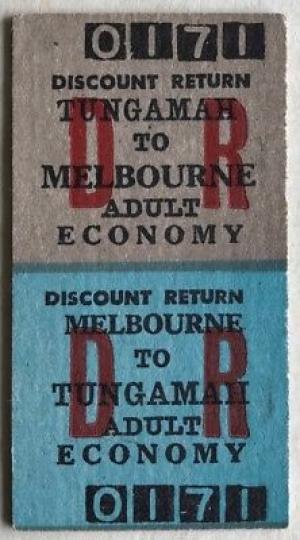 0171
DISCOUNT RETURN
TUNGAMAH
TO
D R
MELBOURNE
ADULT
ECONOMY
DISCOUNT RETURN
MELBOURNE
TO
D R
TUNGAMAH
ADULT
ECONOMY
0171